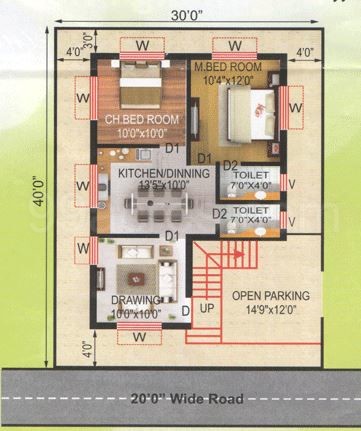 30'0"
3'0"
4'0"
W
W
4'0"
M.BED ROOM
10'4"x12'0"
W
W
CH.BED ROOM
10'0"x10'0"
D1
D1
D2
KITCHEN/DINNING
13'5"x10'0"
TOILET
7'0"X4'0"
V
W
40'0"
D2
TOILET
7'0"X4'0"
V
D1
W
DRAWING
10'0"x10'0"
D
UP
OPEN PARKING
14'9"x12'0"
W
4'0"
20'0" Wide Road